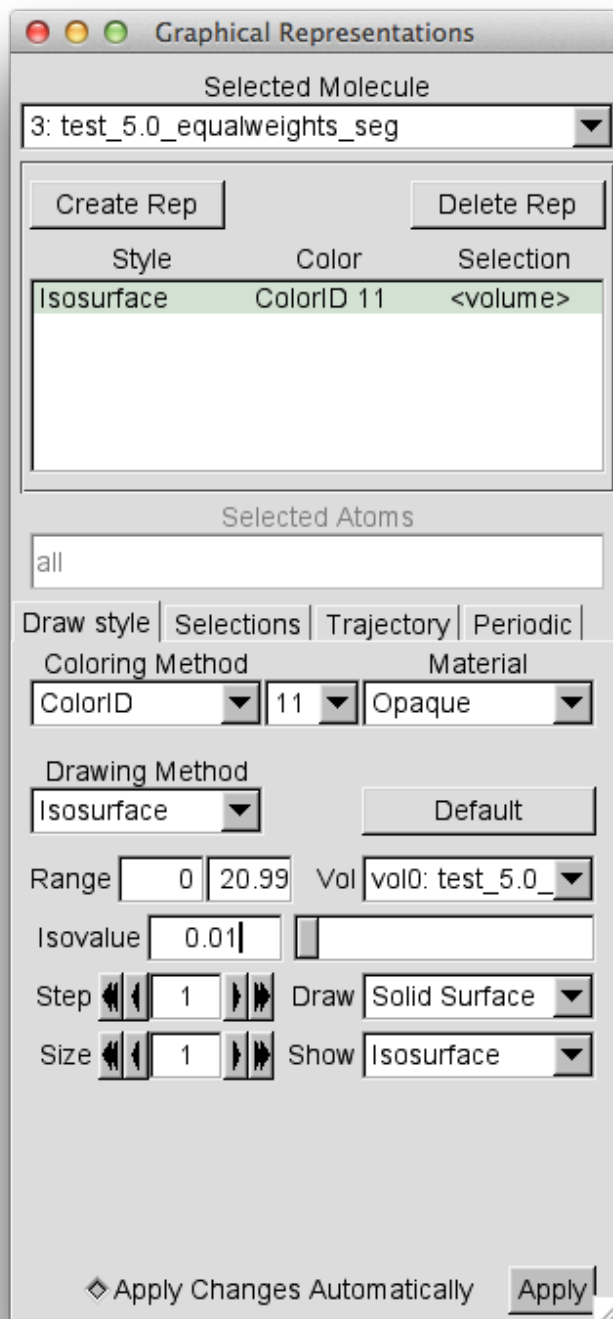 Graphical Representations
Selected Molecule
3: test_5.0_equalweights_seg
Create Rep Delete Rep
Style Color Selection
Isosurface ColorID 11 <volume>
Selected Atoms
all
Draw style Selections Trajectory Periodic
Coloring Method Material
ColorID 11 Opaque
Drawing Method
Isosurface Default
Range 0 20.99 Vol vol0: test_5.0_
Isovalue 0.01
Step 1 Draw Solid Surface
Size 1 Show Isosurface
Apply Changes Automatically Apply